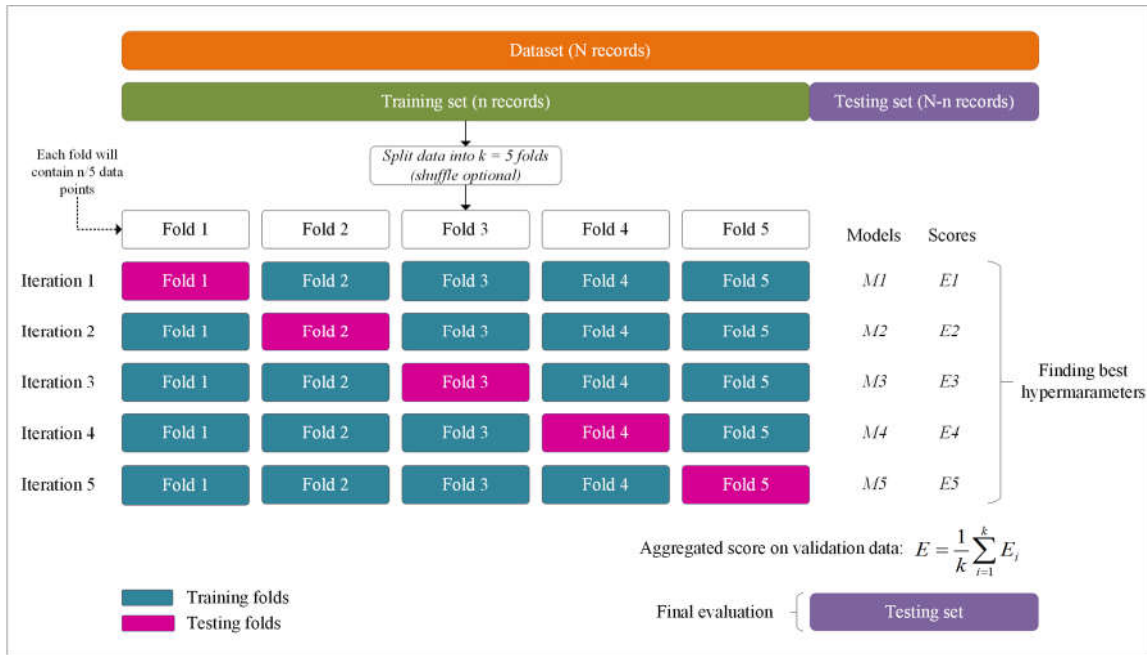 Dataset (N records)
Training set (n records)
Testing set (N-n records)
Each fold will
contain n/5 data
points
Split data into k = 5 folds
(shuffle optional)
Fold 1
Fold 2
Fold 3
Fold 4
Fold 5
Models
Scores
Iteration 1
Fold 1
Fold 2
Fold 3
Fold 4
Fold 5
M1
E1
Iteration 2
Fold 1
Fold 2
Fold 3
Fold 4
Fold 5
M2
E2
Iteration 3
Fold 1
Fold 2
Fold 3
Fold 4
Fold 5
M3
E3
Iteration 4
Fold 1
Fold 2
Fold 3
Fold 4
Fold 5
M4
E4
Iteration 5
Fold 1
Fold 2
Fold 3
Fold 4
Fold 5
M5
E5
Finding best
hypermarameters
Aggregated score on validation data: E = 1/k ∑_{i=1}^{k} E_i
Training folds
Testing folds
Final evaluation
Testing set